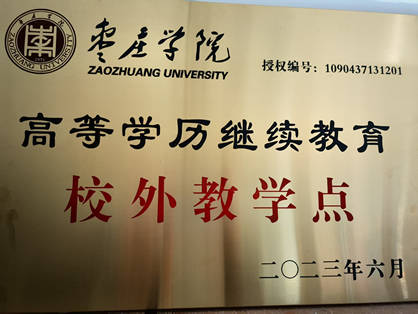 枣庄学院
ZAOZHUANG UNIVERSITY
授权编号：1090437131201
高等学历继续教育
校外教学点
二〇二三年六月